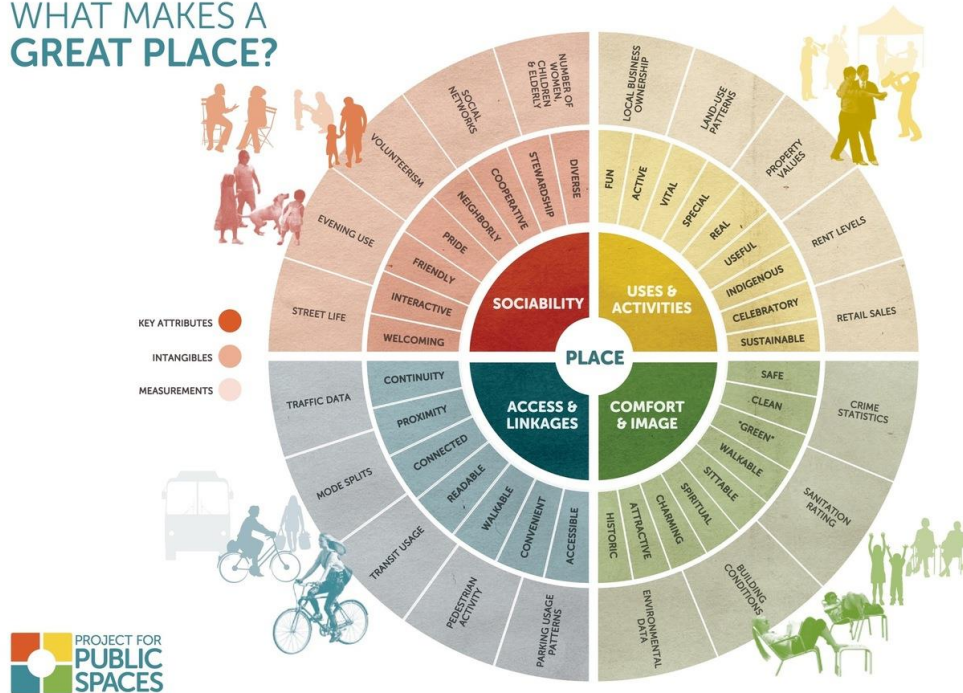 WHAT MAKES A
GREAT PLACE?
KEY ATTRIBUTES
INTANGIBLES
MEASUREMENTS
PLACE
SOCIABILITY
USES &
ACTIVITIES
ACCESS &
LINKAGES
COMFORT
& IMAGE
WELCOMING
INTERACTIVE
FRIENDLY
PRIDE
NEIGHBORLY
COOPERATIVE
STEWARDSHIP
DIVERSE
STREET LIFE
EVENING USE
VOLUNTEERISM
SOCIAL
NETWORKS
NUMBER OF
WOMEN,
CHILDREN
& ELDERLY
FUN
ACTIVE
VITAL
SPECIAL
REAL
USEFUL
INDIGENOUS
CELEBRATORY
SUSTAINABLE
LOCAL BUSINESS
OWNERSHIP
LAND-USE
PATTERNS
PROPERTY
VALUES
RENT LEVELS
RETAIL SALES
SAFE
CLEAN
"GREEN"
WALKABLE
SITTABLE
SPIRITUAL
CHARMING
ATTRACTIVE
HISTORIC
CRIME
STATISTICS
SANITATION
RATING
BUILDING
CONDITIONS
ENVIRONMENTAL
DATA
CONTINUITY
PROXIMITY
CONNECTED
READABLE
WALKABLE
CONVENIENT
ACCESSIBLE
TRAFFIC DATA
MODE SPLITS
TRANSIT USAGE
PEDESTRIAN
ACTIVITY
PARKING USAGE
PATTERNS
PROJECT FOR
PUBLIC
SPACES